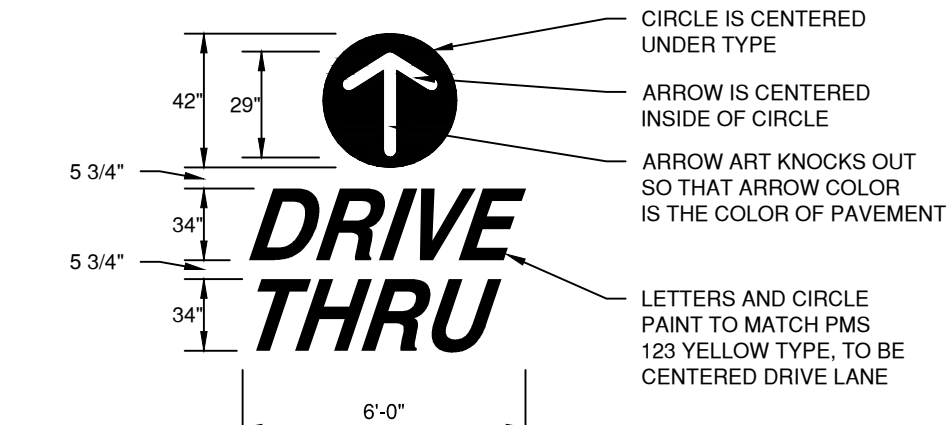 CIRCLE IS CENTERED
UNDER TYPE
42"
29"
ARROW IS CENTERED
INSIDE OF CIRCLE
ARROW ART KNOCKS OUT
SO THAT ARROW COLOR
IS THE COLOR OF PAVEMENT
5 3/4"
34"
DRIVE
5 3/4"
34"
THRU
LETTERS AND CIRCLE
PAINT TO MATCH PMS
123 YELLOW TYPE, TO BE
CENTERED DRIVE LANE
6'-0"